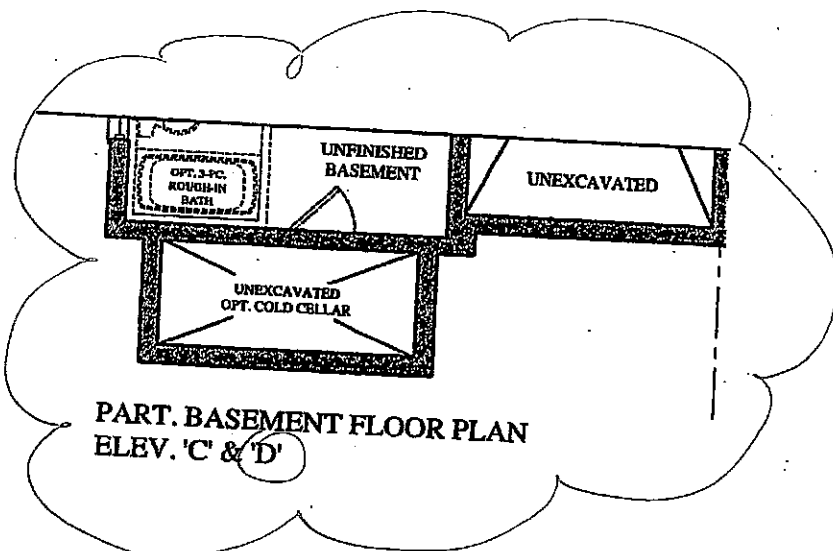 OPT. 3-PC.
ROUGH-IN
BATH
UNFINISHED
BASEMENT
UNEXCAVATED
UNEXCAVATED
OPT. COLD CELLAR
PART. BASEMENT FLOOR PLAN
ELEV. 'C' & 'D'